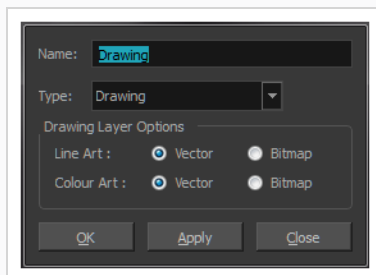 Name: Drawing
Type: Drawing
Drawing Layer Options
Line Art : Vector Bitmap
Colour Art : Vector Bitmap
OK Apply Close